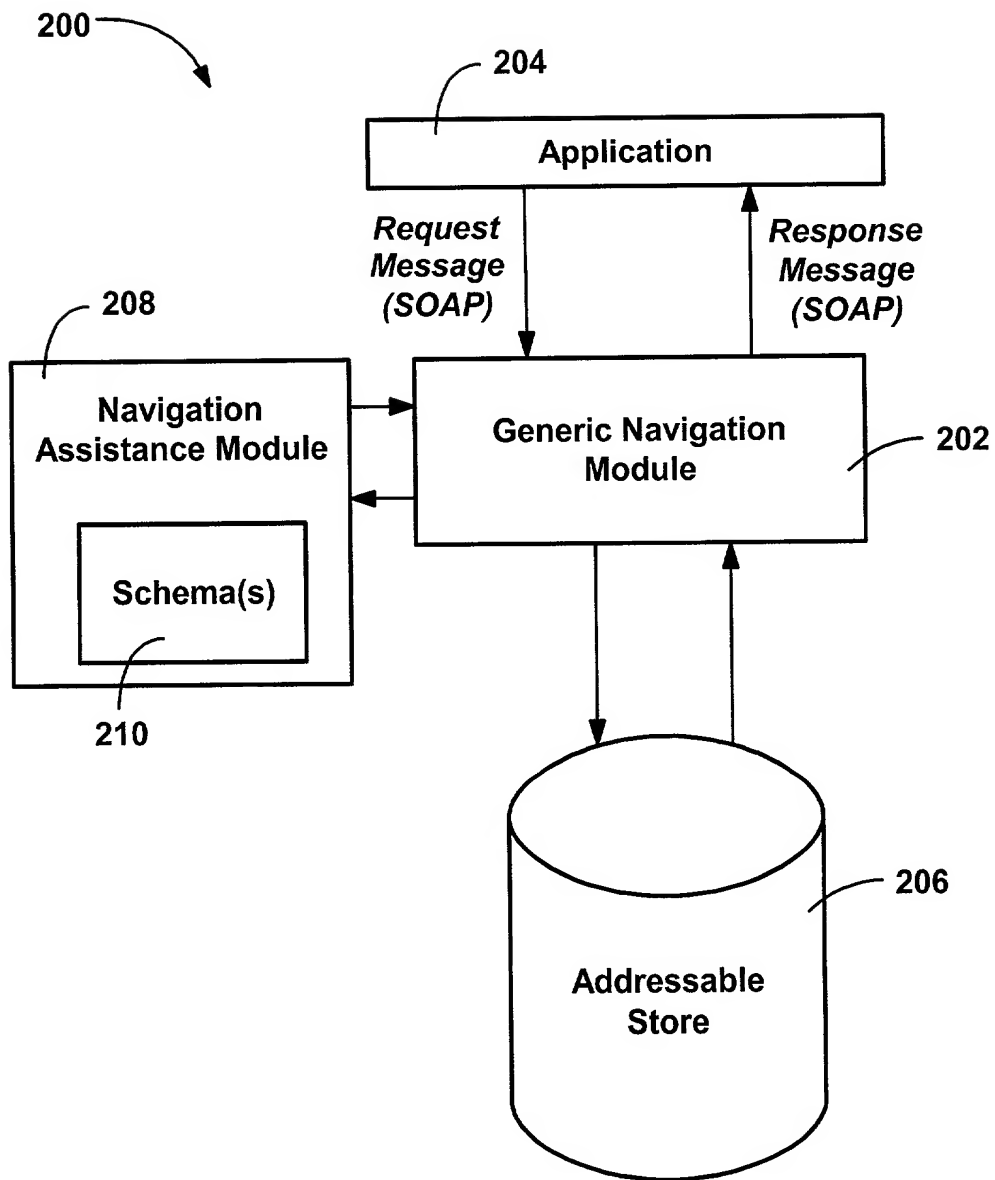 200
204
Application
Request
Message
(SOAP)
Response
Message
(SOAP)
208
Navigation
Assistance Module
Generic Navigation
Module
202
Schema(s)
210
206
Addressable
Store